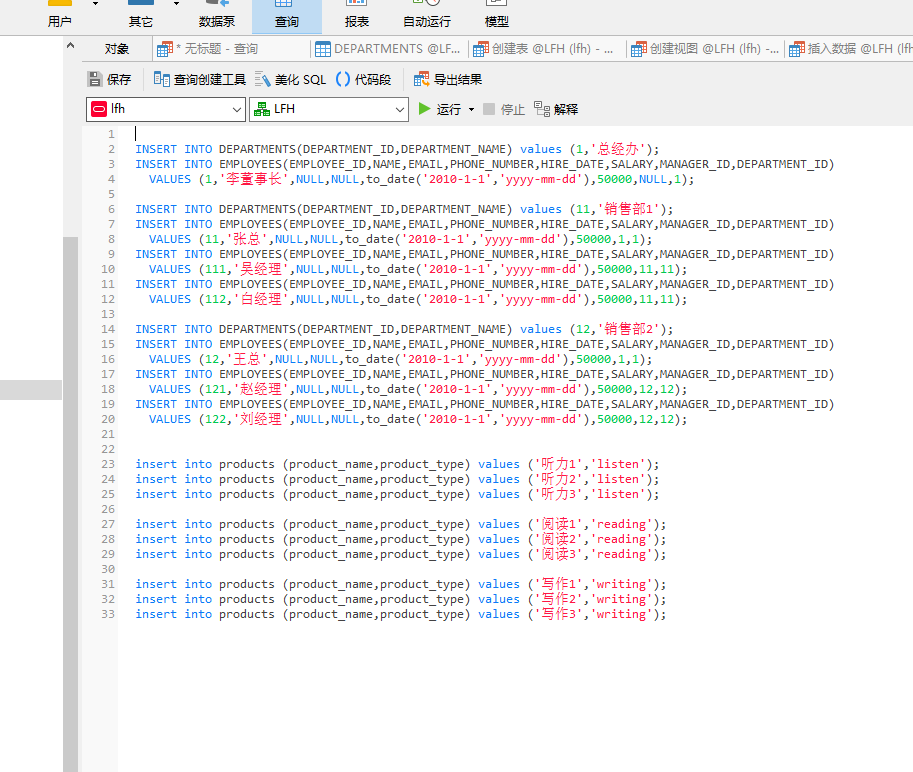 用户 其它 数据泵 查询 报表 自动运行 模型
对象 * 无标题 - 查询 DEPARTMENTS @LF... 创建表 @LFH (lfh) - ... 创建视图 @LFH (lfh) -... 插入数据 @LFH (lfh
保存 查询创建工具 美化 SQL () 代码段 导出结果
lfh LFH 运行 停止 解释
1
2 INSERT INTO DEPARTMENTS(DEPARTMENT_ID,DEPARTMENT_NAME) values (1,'总经办');
3 INSERT INTO EMPLOYEES(EMPLOYEE_ID,NAME,EMAIL,PHONE_NUMBER,HIRE_DATE,SALARY,MANAGER_ID,DEPARTMENT_ID)
4 VALUES (1,'李董事长',NULL,NULL,to_date('2010-1-1','yyyy-mm-dd'),50000,NULL,1);
5
6 INSERT INTO DEPARTMENTS(DEPARTMENT_ID,DEPARTMENT_NAME) values (11,'销售部1');
7 INSERT INTO EMPLOYEES(EMPLOYEE_ID,NAME,EMAIL,PHONE_NUMBER,HIRE_DATE,SALARY,MANAGER_ID,DEPARTMENT_ID)
8 VALUES (11,'张总',NULL,NULL,to_date('2010-1-1','yyyy-mm-dd'),50000,1,1);
9 INSERT INTO EMPLOYEES(EMPLOYEE_ID,NAME,EMAIL,PHONE_NUMBER,HIRE_DATE,SALARY,MANAGER_ID,DEPARTMENT_ID)
10 VALUES (111,'吴经理',NULL,NULL,to_date('2010-1-1','yyyy-mm-dd'),50000,11,11);
11 INSERT INTO EMPLOYEES(EMPLOYEE_ID,NAME,EMAIL,PHONE_NUMBER,HIRE_DATE,SALARY,MANAGER_ID,DEPARTMENT_ID)
12 VALUES (112,'白经理',NULL,NULL,to_date('2010-1-1','yyyy-mm-dd'),50000,11,11);
13
14 INSERT INTO DEPARTMENTS(DEPARTMENT_ID,DEPARTMENT_NAME) values (12,'销售部2');
15 INSERT INTO EMPLOYEES(EMPLOYEE_ID,NAME,EMAIL,PHONE_NUMBER,HIRE_DATE,SALARY,MANAGER_ID,DEPARTMENT_ID)
16 VALUES (12,'王总',NULL,NULL,to_date('2010-1-1','yyyy-mm-dd'),50000,1,1);
17 INSERT INTO EMPLOYEES(EMPLOYEE_ID,NAME,EMAIL,PHONE_NUMBER,HIRE_DATE,SALARY,MANAGER_ID,DEPARTMENT_ID)
18 VALUES (121,'赵经理',NULL,NULL,to_date('2010-1-1','yyyy-mm-dd'),50000,12,12);
19 INSERT INTO EMPLOYEES(EMPLOYEE_ID,NAME,EMAIL,PHONE_NUMBER,HIRE_DATE,SALARY,MANAGER_ID,DEPARTMENT_ID)
20 VALUES (122,'刘经理',NULL,NULL,to_date('2010-1-1','yyyy-mm-dd'),50000,12,12);
21
22
23 insert into products (product_name,product_type) values ('听力1','listen');
24 insert into products (product_name,product_type) values ('听力2','listen');
25 insert into products (product_name,product_type) values ('听力3','listen');
26
27 insert into products (product_name,product_type) values ('阅读1','reading');
28 insert into products (product_name,product_type) values ('阅读2','reading');
29 insert into products (product_name,product_type) values ('阅读3','reading');
30
31 insert into products (product_name,product_type) values ('写作1','writing');
32 insert into products (product_name,product_type) values ('写作2','writing');
33 insert into products (product_name,product_type) values ('写作3','writing');